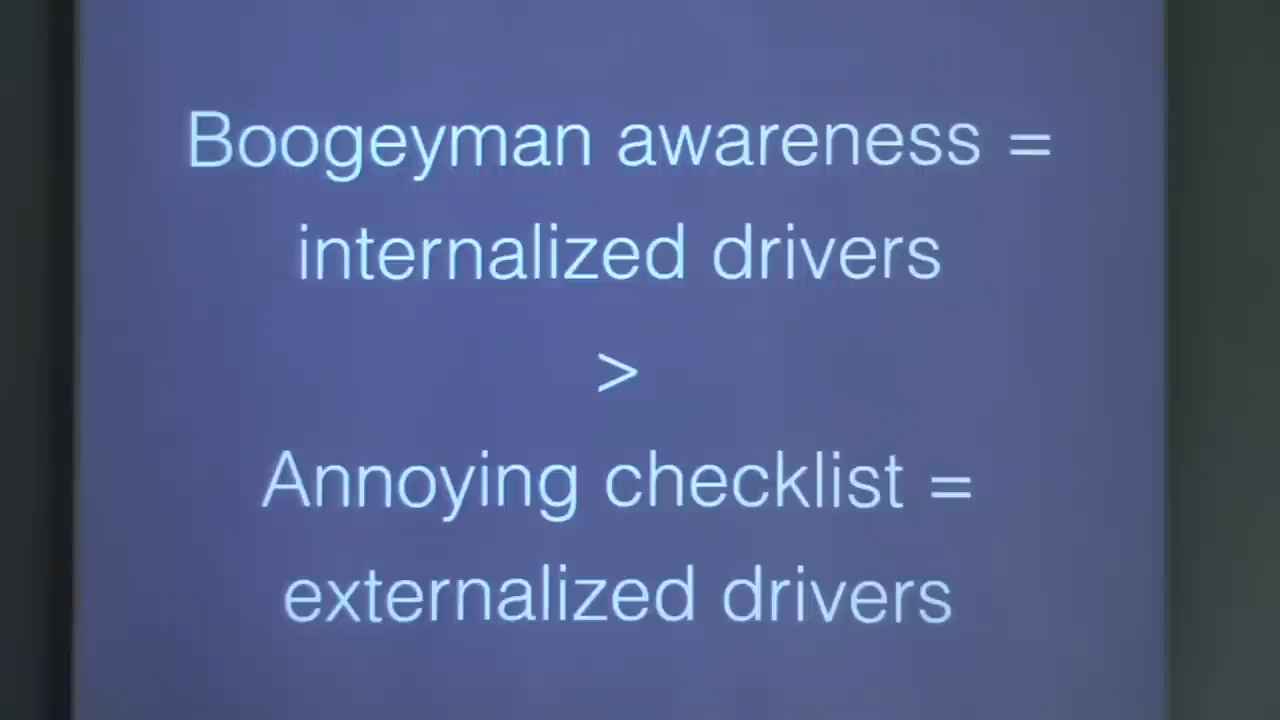 Boogeyman awareness =
internalized drivers
>
Annoying checklist =
externalized drivers